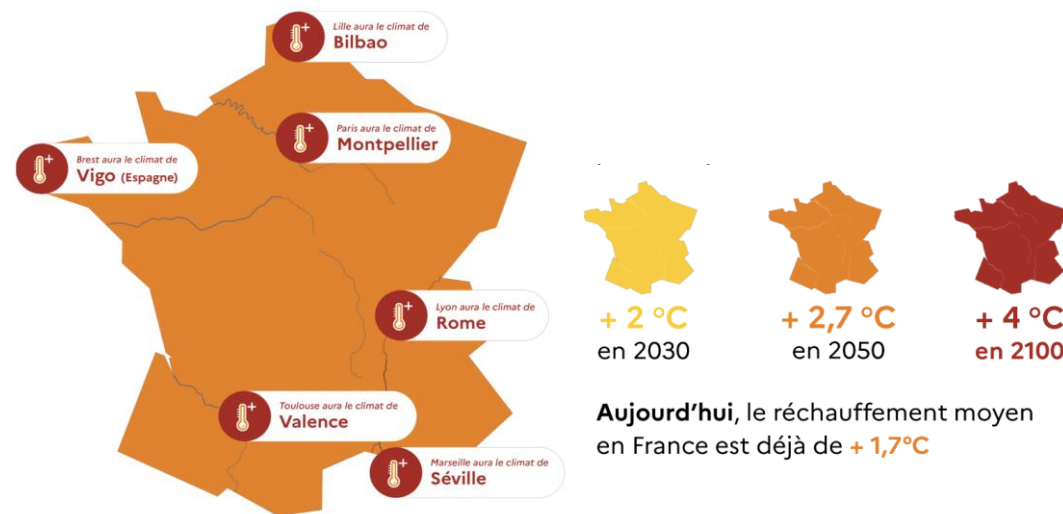 Lille aura le climat de
Bilbao
Paris aura le climat de
Montpellier
Brest aura le climat de
Vigo (Espagne)
Lyon aura le climat de
Rome
Toulouse aura le climat de
Valence
Marseille aura le climat de
Séville
+ 2 °C
en 2030
+ 2,7 °C
en 2050
+ 4 °C
en 2100
Aujourd’hui, le réchauffement moyen
en France est déjà de + 1,7°C